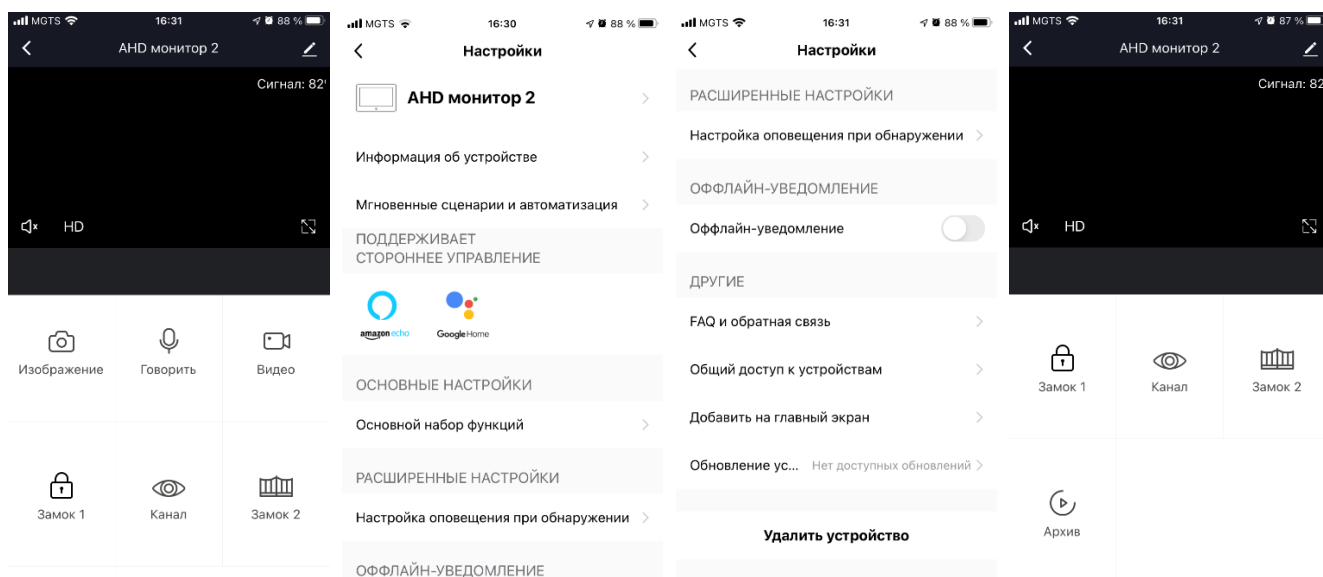 MGTS 16:31 88 %
AHD монитор 2
Сигнал: 82
HD
Изображение Говорить Видео
Замок 1 Канал Замок 2
MGTS 16:30 88 %
Настройки
AHD монитор 2
Информация об устройстве
Мгновенные сценарии и автоматизация
ПОДДЕРЖИВАЕТ
СТОРОННЕЕ УПРАВЛЕНИЕ
amazon echo Google Home
ОСНОВНЫЕ НАСТРОЙКИ
Основной набор функций
РАСШИРЕННЫЕ НАСТРОЙКИ
Настройка оповещения при обнаружении
ОФФЛАЙН-УВЕДОМЛЕНИЕ
MGTS 16:31 88 %
Настройки
РАСШИРЕННЫЕ НАСТРОЙКИ
Настройка оповещения при обнаружении
ОФФЛАЙН-УВЕДОМЛЕНИЕ
Оффлайн-уведомление
ДРУГИЕ
FAQ и обратная связь
Общий доступ к устройствам
Добавить на главный экран
Обновление ус... Нет доступных обновлений
Удалить устройство
MGTS 16:31 87 %
AHD монитор 2
Сигнал: 82
HD
Замок 1 Канал Замок 2
Архив